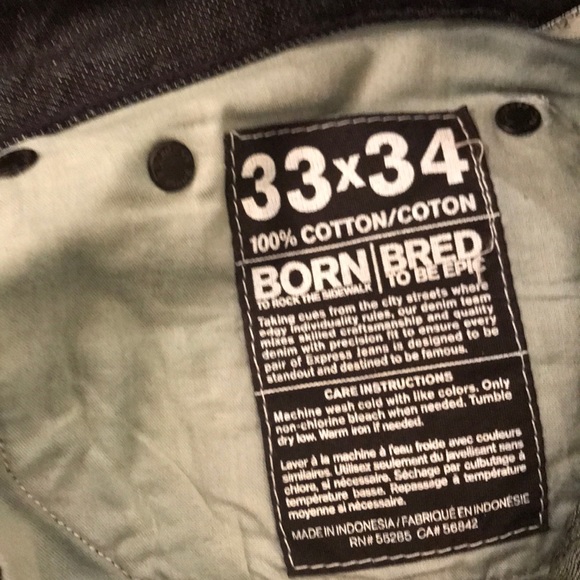 33x34
100% COTTON/COTON
BORN | BRED
TO ROCK THE SIDEWALK | TO BE EPIC
Taking cues from the city streets where
edgy individuality rules, our denim team
mixes skilled craftsmanship and quality
denim with precision fit to ensure every
pair of Express Jeans is designed to be
standout and destined to be famous.
CARE INSTRUCTIONS
Machine wash cold with like colors. Only
non-chlorine bleach when needed. Tumble
dry low. Warm iron if needed.
Laver à la machine à l'eau froide avec couleurs
similaires. Utilisez seulement du javellisant sans
chlore, si nécessaire. Séchage par culbutage à
température basse. Repassage à température
moyenne si nécessaire.
MADE IN INDONESIA / FABRIQUÉ EN INDONÉSIE
RN# 55285 CA# 56842